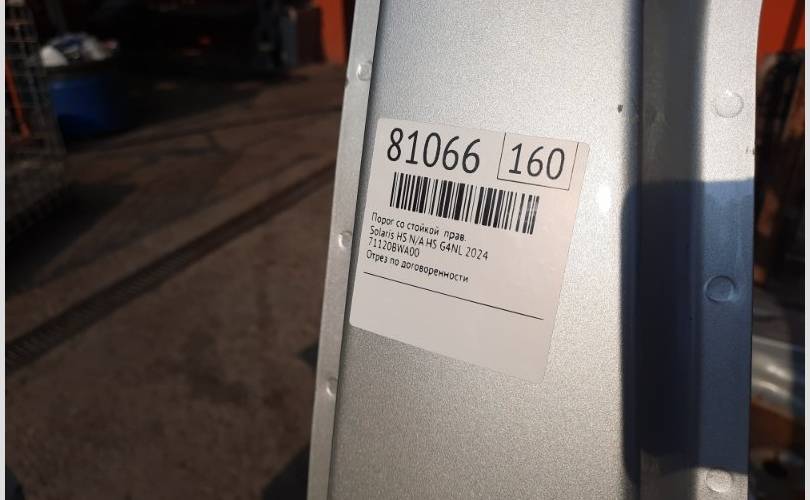 81066 160
Порог со стойкой прав.
Solaris HS N/A HS G4NL 2024
71120BWA00
Отрез по договоренности